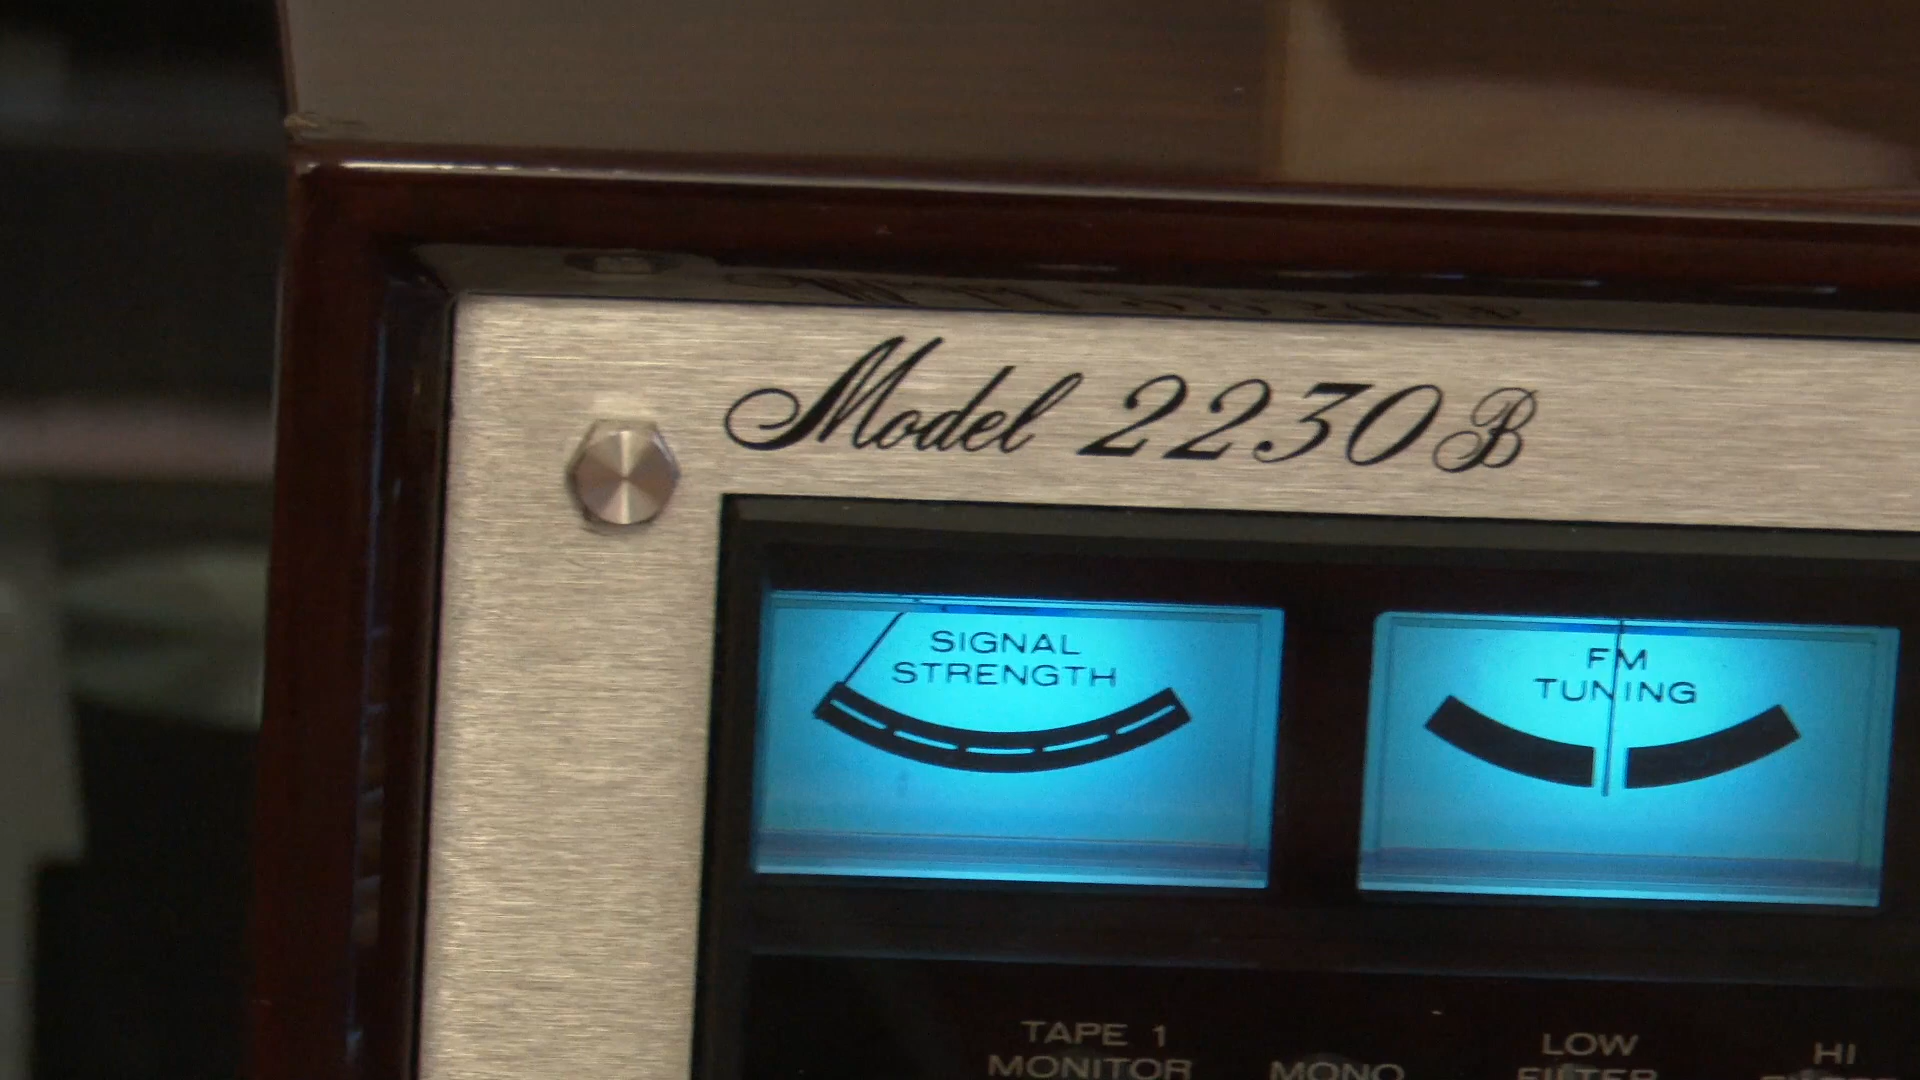 Model 2230B
SIGNAL
STRENGTH
FM
TUNING
TAPE 1
MONITOR
MONO
LOW
FILTER
HI